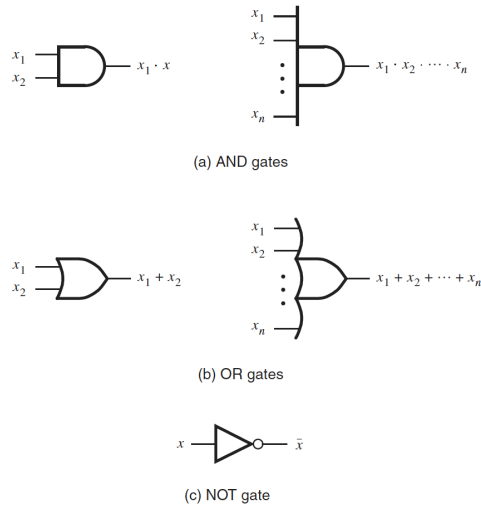 x₁
x₂
x₁ · x
x₁
x₂
xₙ
x₁ · x₂ · ··· · xₙ
(a) AND gates
x₁
x₂
x₁ + x₂
x₁
x₂
xₙ
x₁ + x₂ + ··· + xₙ
(b) OR gates
x
x̄
(c) NOT gate